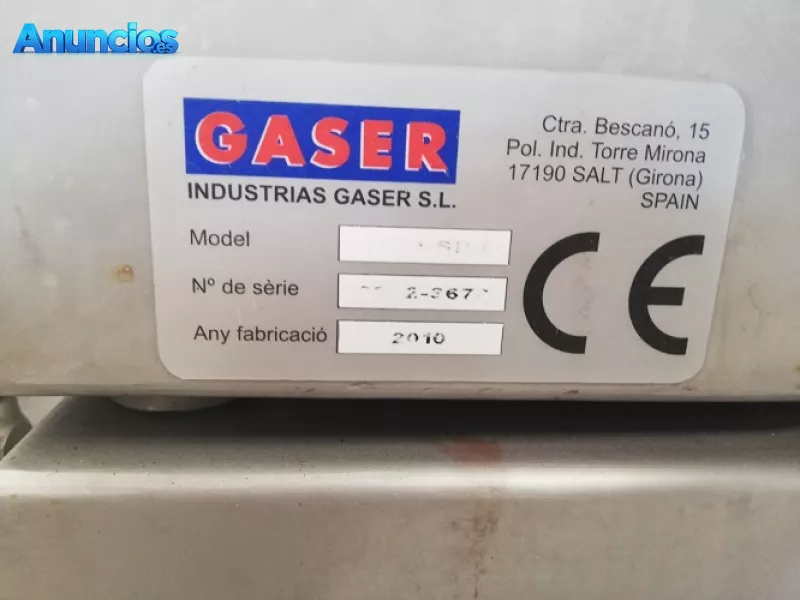 Anuncios.es
GASER
INDUSTRIAS GASER S.L.
Ctra. Bescanó, 15
Pol. Ind. Torre Mirona
17190 SALT (Girona)
SPAIN
Model
Nº de sèrie
Any fabricació 2010
CE